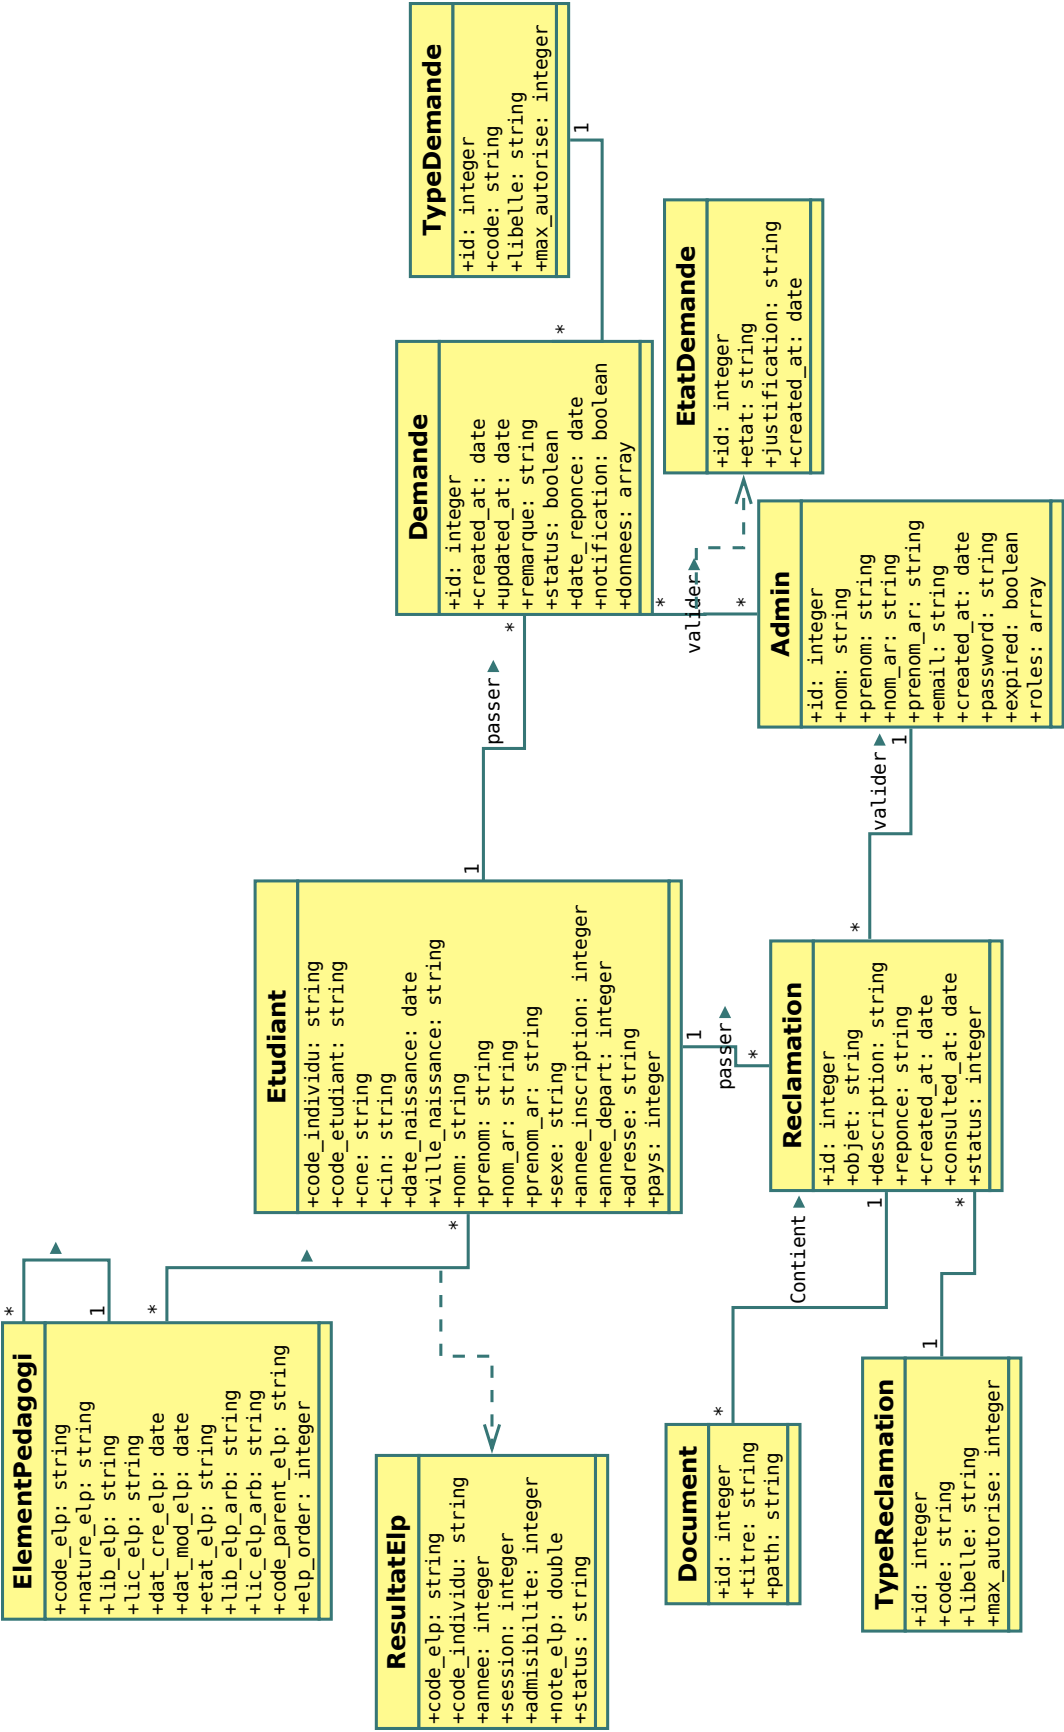 ElementPedagogi
+code_elp: string
+nature_elp: string
+lib_elp: string
+lic_elp: string
+dat_cre_elp: date
+dat_mod_elp: date
+etat_elp: string
+lib_elp_arb: string
+lic_elp_arb: string
+code_parent_elp: string
+elp_order: integer
*
1
*
*
ResultatElp
+code_elp: string
+code_individu: string
+annee: integer
+session: integer
+admisibilite: integer
+note_elp: double
+status: string
Etudiant
+code_individu: string
+code_etudiant: string
+cne: string
+cin: string
+date_naissance: date
+ville_naissance: string
+nom: string
+prenom: string
+nom_ar: string
+prenom_ar: string
+sexe: string
+annee_inscription: integer
+annee_depart: integer
+adresse: string
+pays: integer
1
passer
*
Demande
+id: integer
+created_at: date
+updated_at: date
+remarque: string
+status: boolean
+date_reponce: date
+notification: boolean
+donnees: array
*
1
TypeDemande
+id: integer
+code: string
+libelle: string
+max_autorise: integer
EtatDemande
+id: integer
+etat: string
+justification: string
+created_at: date
*
valider
*
Admin
+id: integer
+nom: string
+prenom: string
+nom_ar: string
+prenom_ar: string
+email: string
+created_at: date
+password: string
+expired: boolean
+roles: array
1
valider
*
1
passer
*
Reclamation
+id: integer
+objet: string
+description: string
+reponce: string
+created_at: date
+consulted_at: date
+status: integer
1
Contient
*
*
1
Document
+id: integer
+titre: string
+path: string
TypeReclamation
+id: integer
+code: string
+libelle: string
+max_autorise: integer